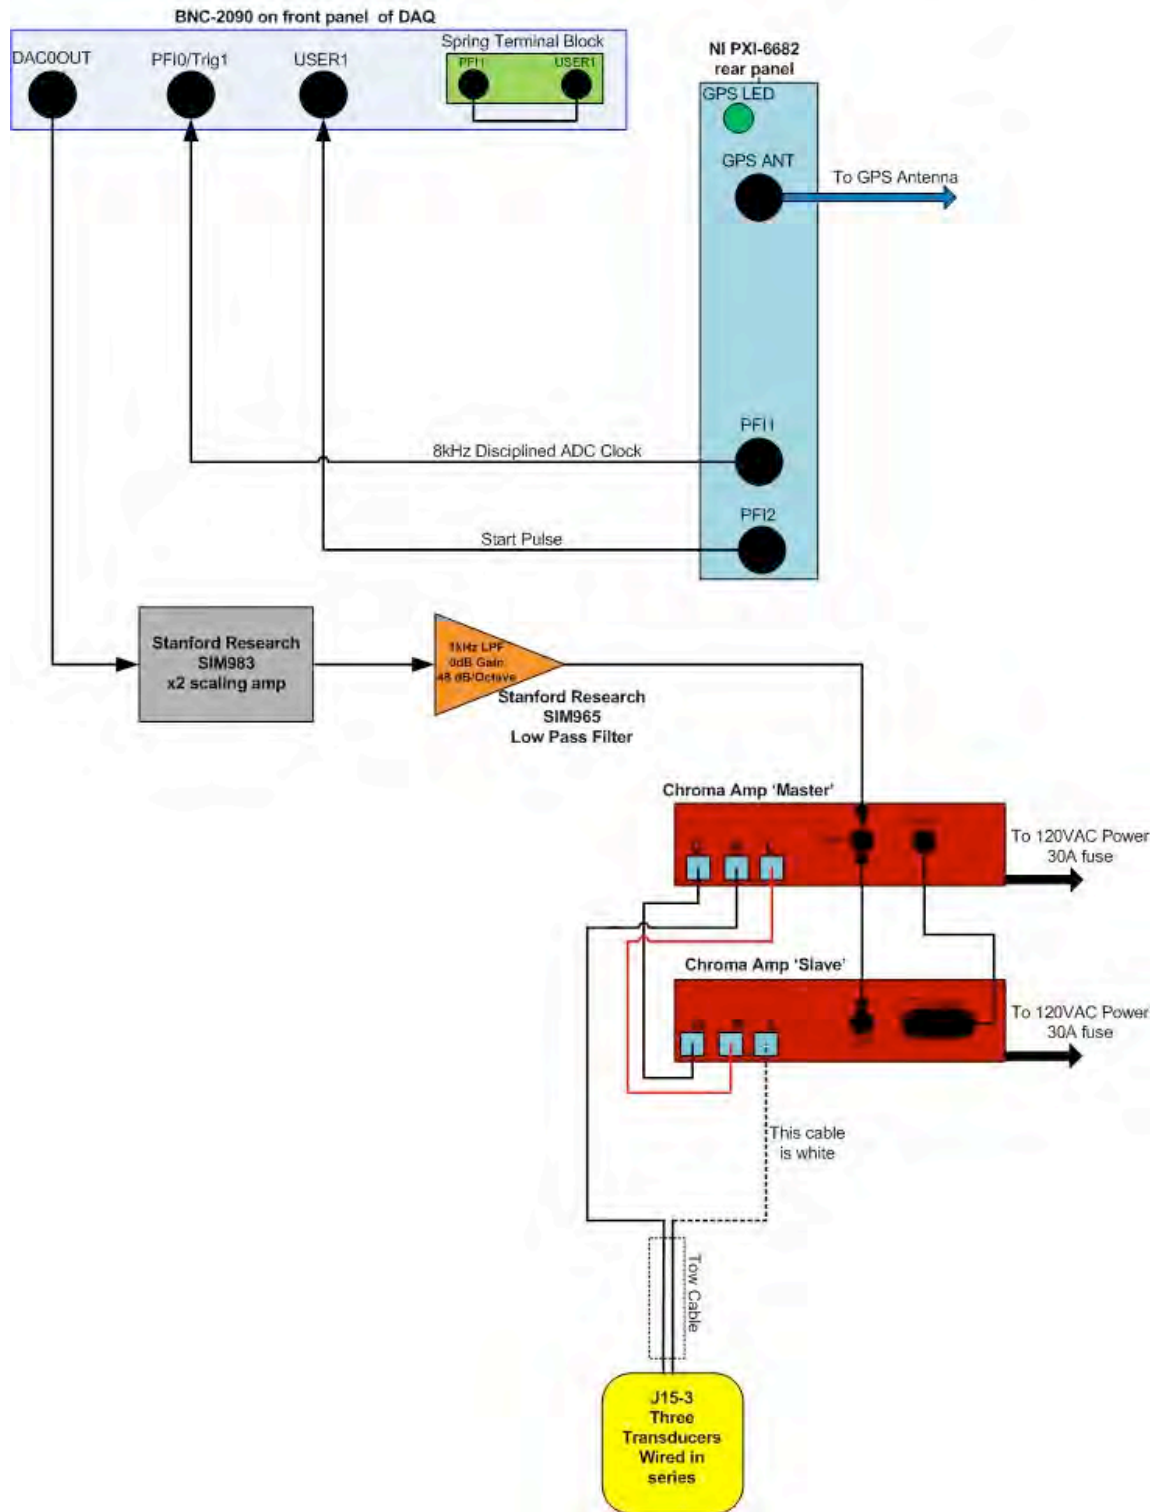 BNC-2090 on front panel of DAQ
DAC0OUT
PFI0/Trig1
USER1
Spring Terminal Block
PFI1
USER1
NI PXI-6682
rear panel
GPS LED
GPS ANT
To GPS Antenna
PFI1
8kHz Disciplined ADC Clock
PFI2
Start Pulse
Stanford Research
SIM983
x2 scaling amp
1kHz LPF
0dB Gain
48 dB/Octave
Stanford Research
SIM965
Low Pass Filter
Chroma Amp ‘Master’
To 120VAC Power
30A fuse
Chroma Amp ‘Slave’
To 120VAC Power
30A fuse
This cable
is white
Tow Cable
J15-3
Three
Transducers
Wired in
series